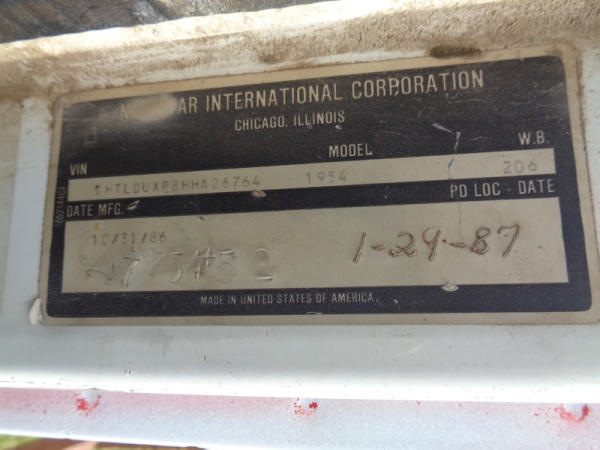 INTERNATIONAL CORPORATION
CHICAGO, ILLINOIS
VIN MODEL W.B.
1HTLDUXP8HHA26764 1954 206
DATE MFG. PD LOC - DATE
10/31/86
1-29-87
MADE IN UNITED STATES OF AMERICA